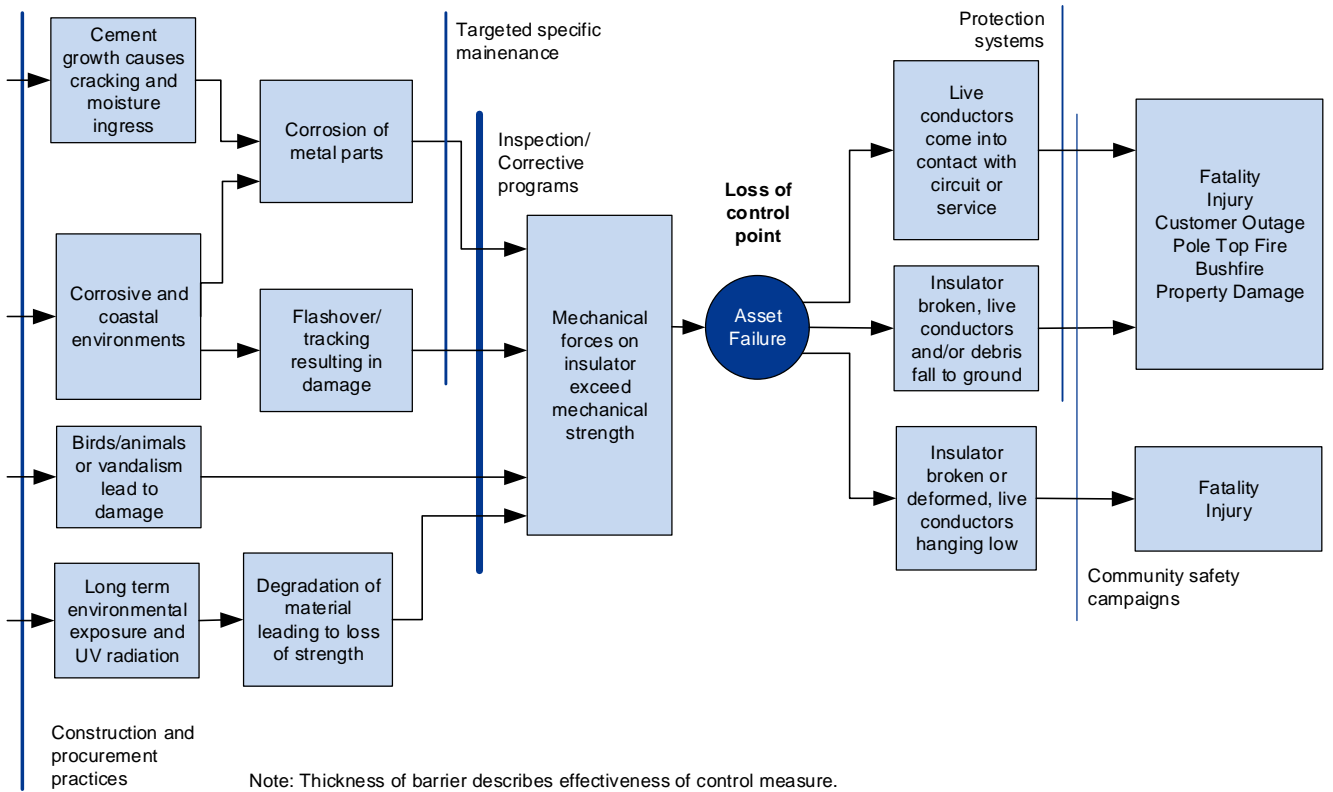 Cement
growth causes
cracking and
moisture
ingress
Corrosion of
metal parts
Targeted specific
mainenance
Inspection/
Corrective
programs
Corrosive and
coastal
environments
Flashover/
tracking
resulting in
damage
Birds/animals
or vandalism
lead to
damage
Long term
environmental
exposure and
UV radiation
Degradation of
material
leading to loss
of strength
Mechanical
forces on
insulator
exceed
mechanical
strength
Loss of
control
point
Asset
Failure
Protection
systems
Live
conductors
come into
contact with
circuit or
service
Insulator
broken, live
conductors
and/or debris
fall to ground
Insulator
broken or
deformed, live
conductors
hanging low
Fatality
Injury
Customer Outage
Pole Top Fire
Bushfire
Property Damage
Fatality
Injury
Community safety
campaigns
Construction and
procurement
practices
Note: Thickness of barrier describes effectiveness of control measure.